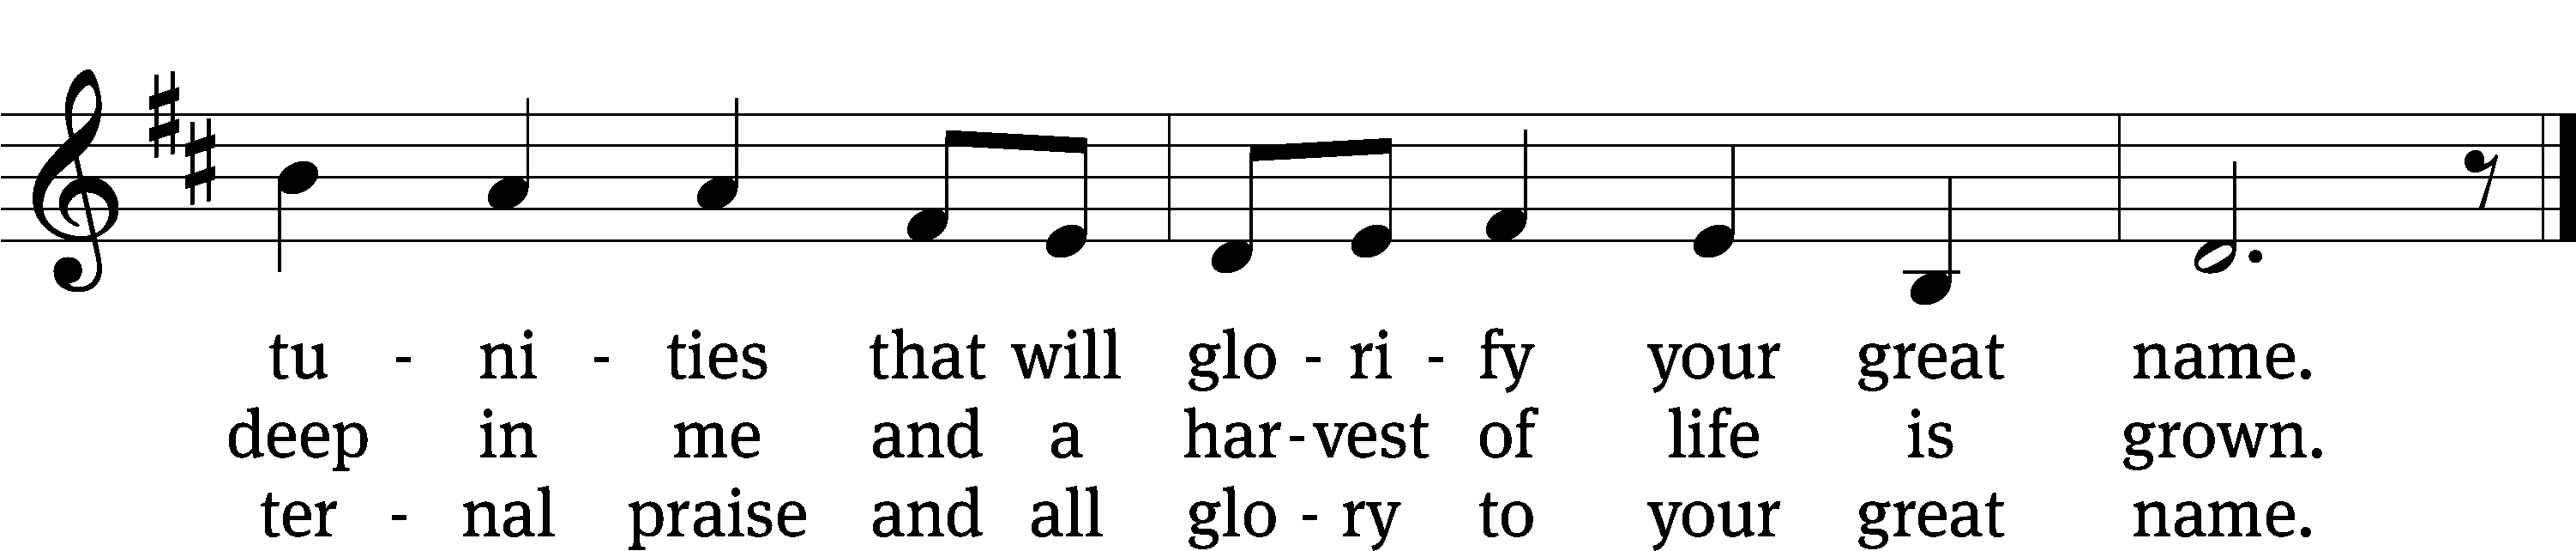 tu - ni - ties that will glo - ri - fy your great name.
deep in me and a har - vest of life is grown.
ter - nal praise and all glo - ry to your great name.